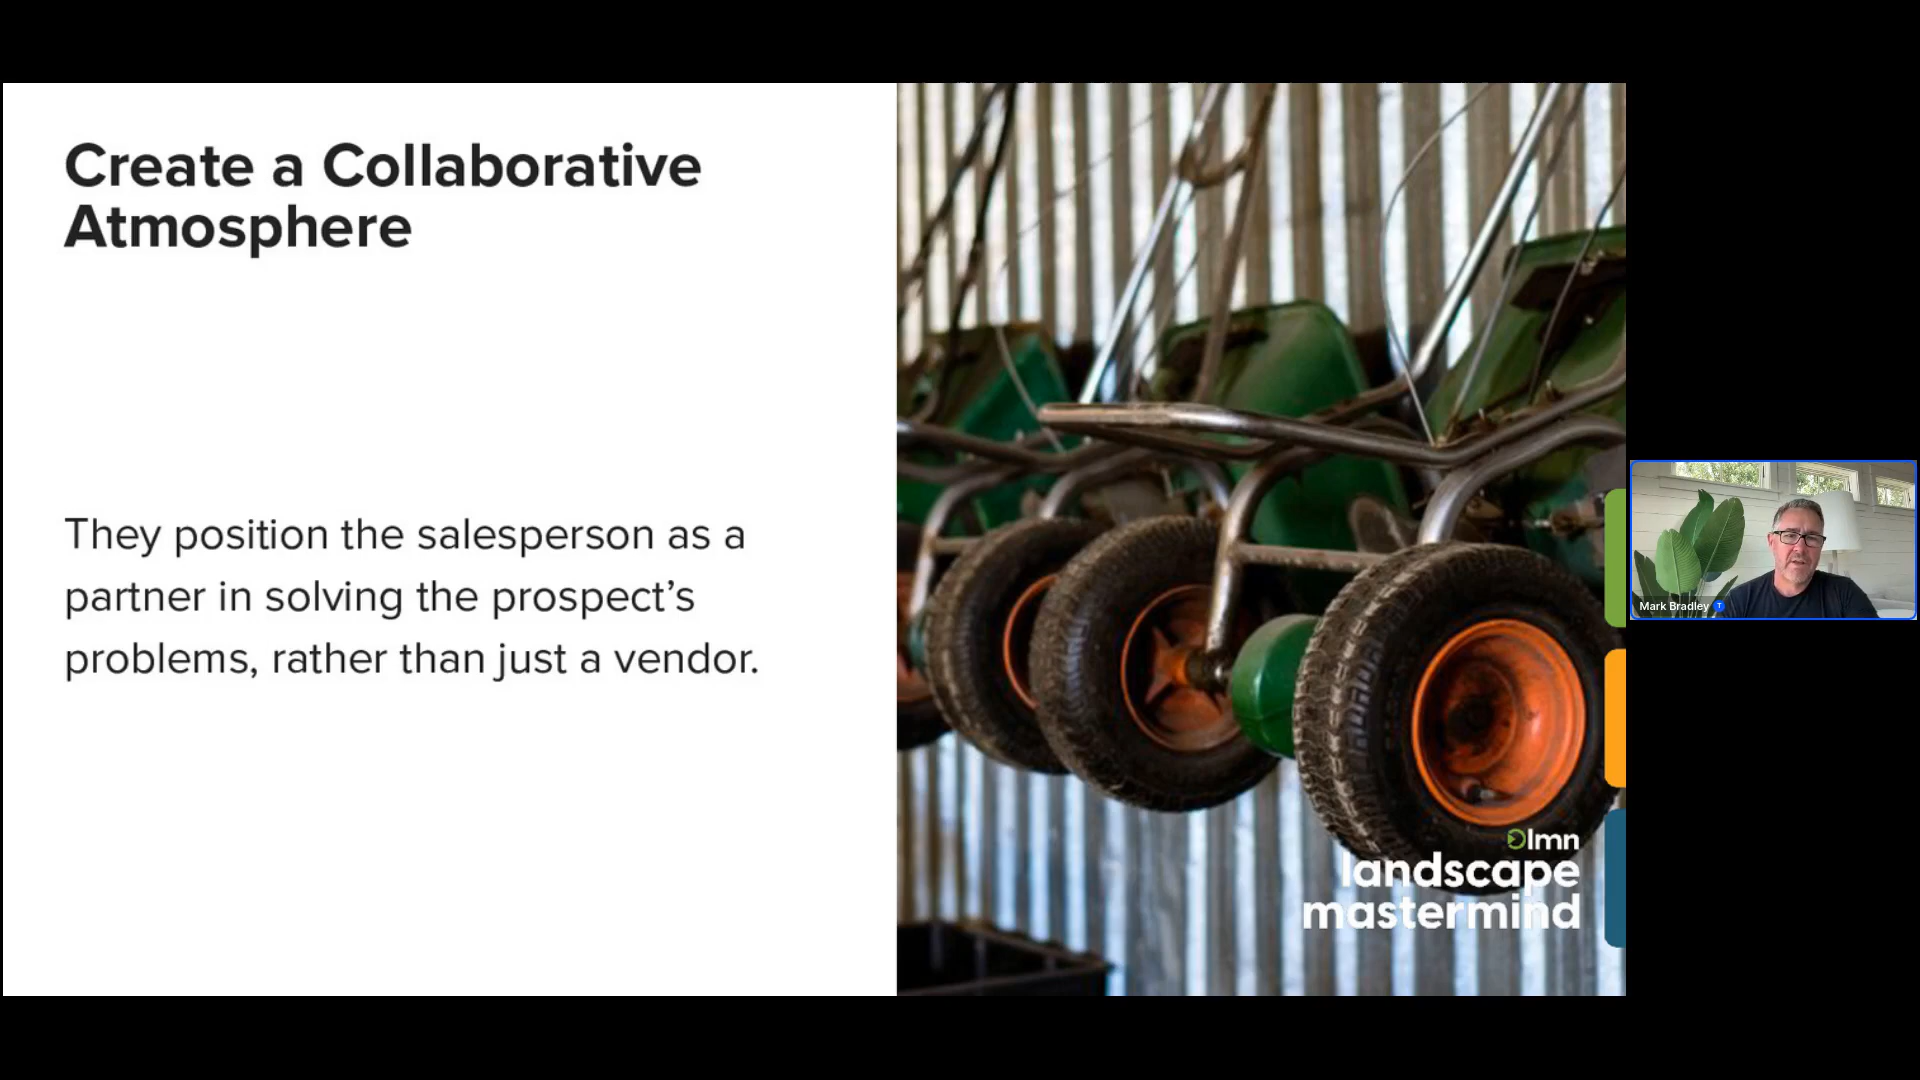 Create a Collaborative
Atmosphere
They position the salesperson as a
partner in solving the prospect’s
problems, rather than just a vendor.
lmn
landscape
mastermind
Mark Bradley
T